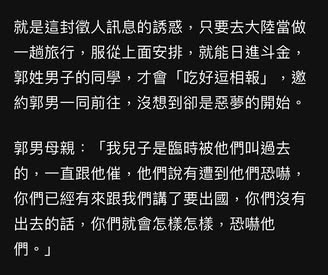 就是這封徵人訊息的誘惑，只要去大陸當做
一趟旅行，服從上面安排，就能日進斗金，
郭姓男子的同學，才會「吃好逗相報」，邀
約郭男一同前往，沒想到卻是惡夢的開始。
郭男母親：「我兒子是臨時被他們叫過去
的，一直跟他催，他們說有遭到他們恐嚇，
你們已經有來跟我們講了要出國，你們沒有
出去的話，你們就會怎樣怎樣，恐嚇他
們。」